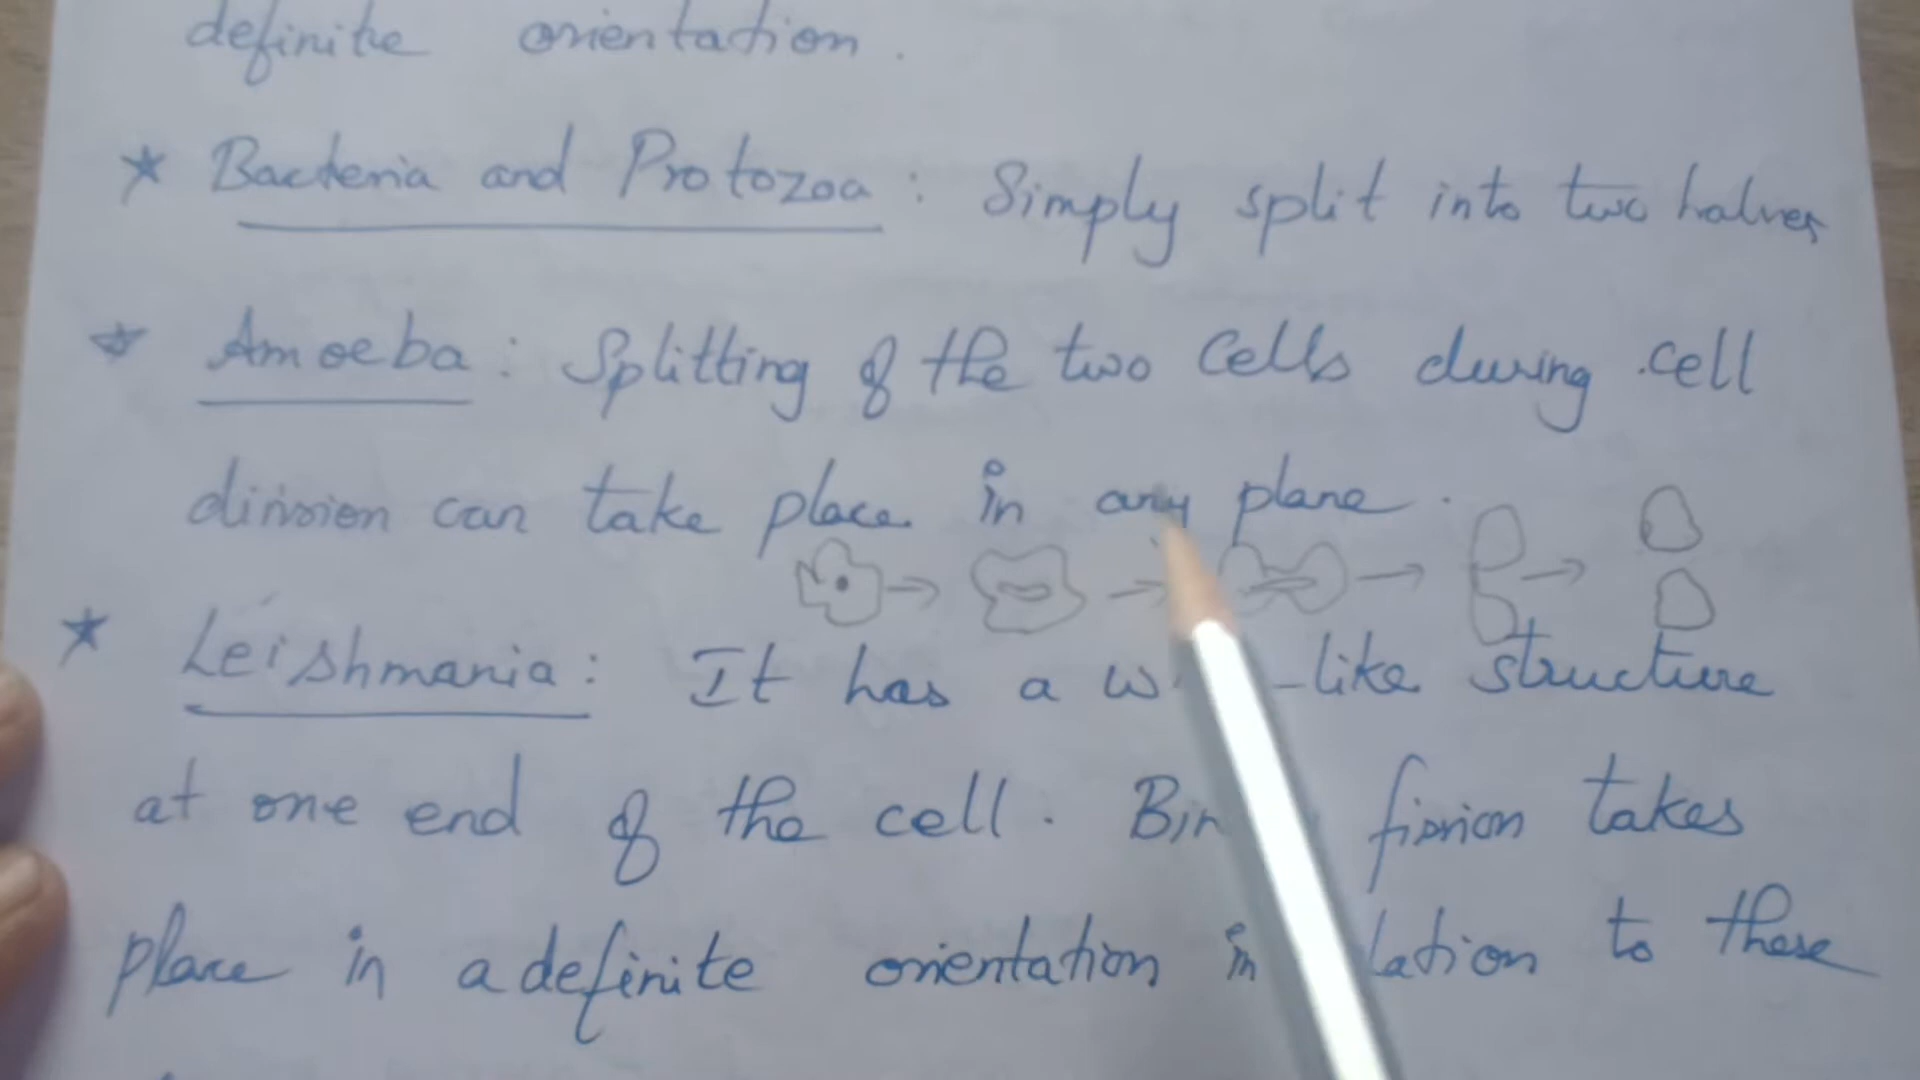 definite orientation.
* Bacteria and Protozoa : Simply split into two halves
* Amoeba : Splitting of the two cells during cell
division can take place in any plane.
* Leishmania : It has a -like structure
at one end of the cell. fission takes
place in a definite orientation in to these